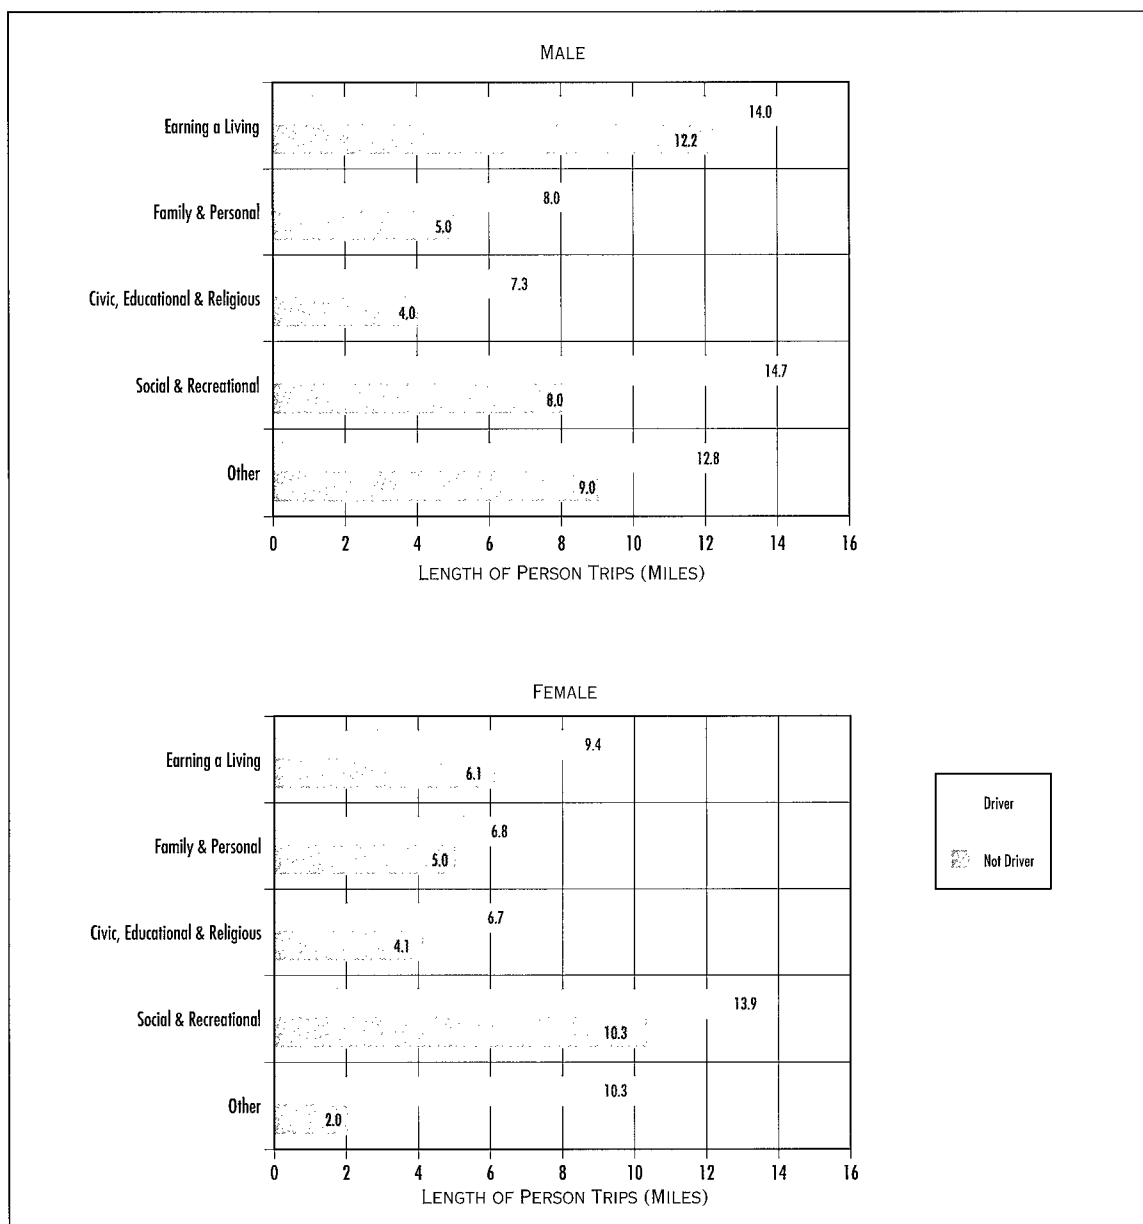 MALE
Earning a Living
14.0
12.2
Family & Personal
8.0
5.0
Civic, Educational & Religious
7.3
4.0
Social & Recreational
14.7
8.0
Other
12.8
9.0
0 2 4 6 8 10 12 14 16
LENGTH OF PERSON TRIPS (MILES)
FEMALE
Earning a Living
9.4
6.1
Family & Personal
6.8
5.0
Civic, Educational & Religious
6.7
4.1
Social & Recreational
13.9
10.3
Other
10.3
2.0
0 2 4 6 8 10 12 14 16
LENGTH OF PERSON TRIPS (MILES)
Driver
Not Driver